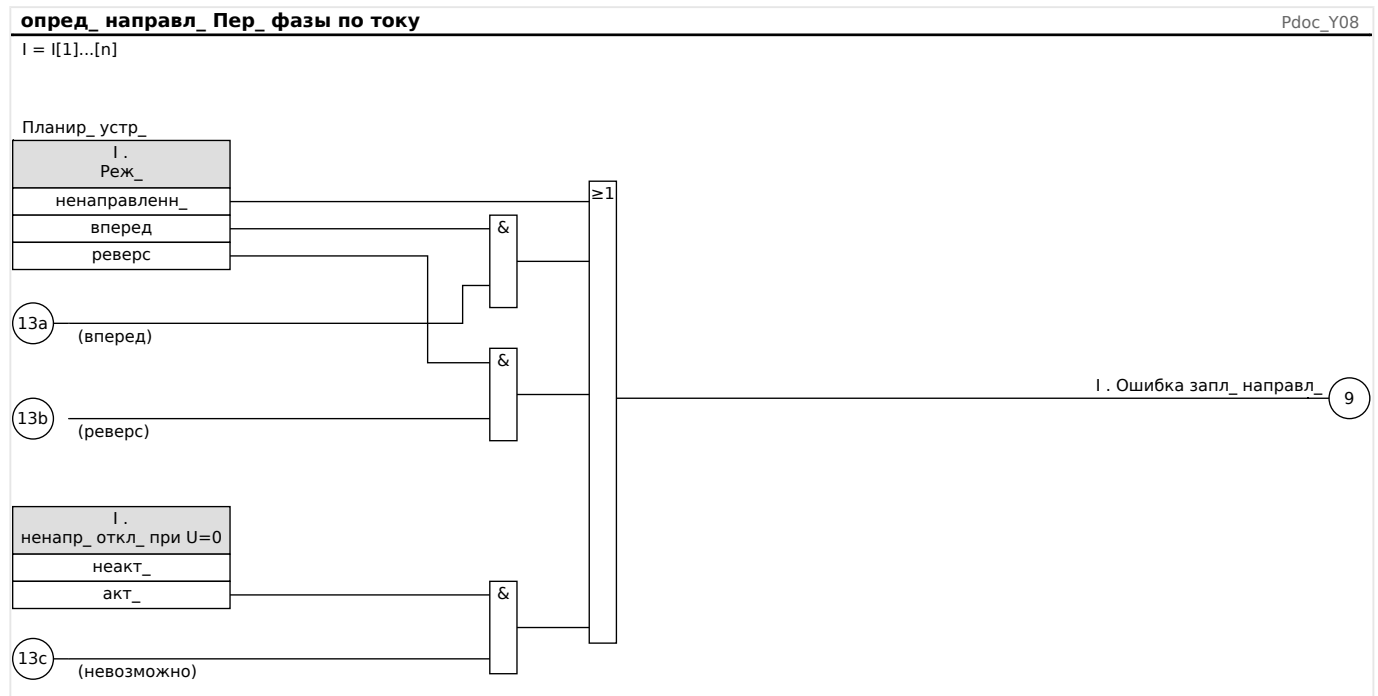 опред_ направл_ Пер_ фазы по току
Pdoc_Y08
I = I[1]...[n]
Планир_ устр_
I .
Реж_
ненаправленн_
вперед
реверс
≥1
&
13a
(вперед)
&
13b
(реверс)
I . Ошибка запл_ направл_
9
I .
ненапр_ откл_ при U=0
неакт_
акт_
&
13c
(невозможно)